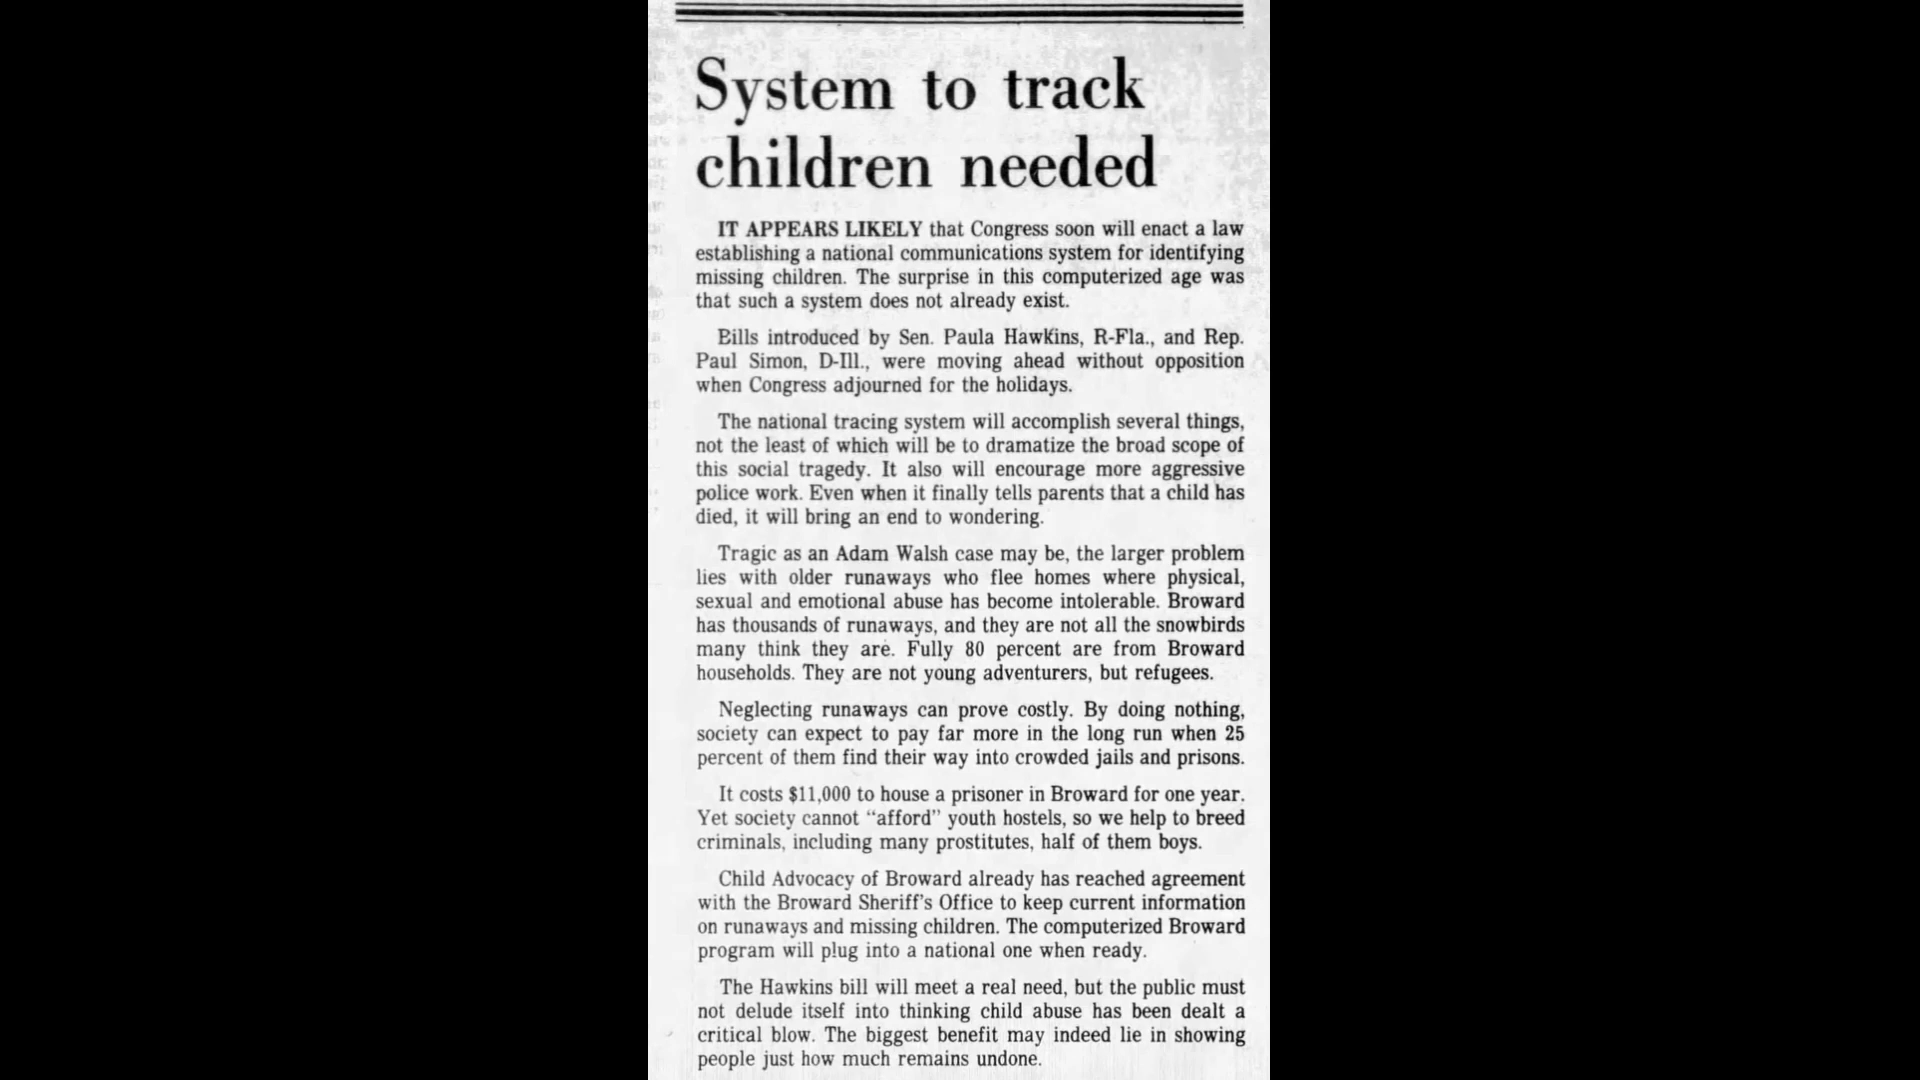 System to track
children needed
IT APPEARS LIKELY that Congress soon will enact a law
establishing a national communications system for identifying
missing children. The surprise in this computerized age was
that such a system does not already exist.
Bills introduced by Sen. Paula Hawkins, R-Fla., and Rep.
Paul Simon, D-Ill., were moving ahead without opposition
when Congress adjourned for the holidays.
The national tracing system will accomplish several things,
not the least of which will be to dramatize the broad scope of
this social tragedy. It also will encourage more aggressive
police work. Even when it finally tells parents that a child has
died, it will bring an end to wondering.
Tragic as an Adam Walsh case may be, the larger problem
lies with older runaways who flee homes where physical,
sexual and emotional abuse has become intolerable. Broward
has thousands of runaways, and they are not all the snowbirds
many think they are. Fully 80 percent are from Broward
households. They are not young adventurers, but refugees.
Neglecting runaways can prove costly. By doing nothing,
society can expect to pay far more in the long run when 25
percent of them find their way into crowded jails and prisons.
It costs $11,000 to house a prisoner in Broward for one year.
Yet society cannot “afford” youth hostels, so we help to breed
criminals, including many prostitutes, half of them boys.
Child Advocacy of Broward already has reached agreement
with the Broward Sheriff's Office to keep current information
on runaways and missing children. The computerized Broward
program will plug into a national one when ready.
The Hawkins bill will meet a real need, but the public must
not delude itself into thinking child abuse has been dealt a
critical blow. The biggest benefit may indeed lie in showing
people just how much remains undone.